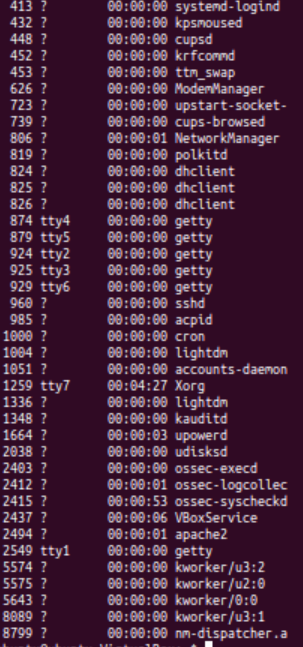 413 ? 00:00:00 systemd-logind
432 ? 00:00:00 kpsmoused
448 ? 00:00:00 cupsd
452 ? 00:00:00 krfcommd
453 ? 00:00:00 ttm_swap
626 ? 00:00:00 ModemManager
723 ? 00:00:00 upstart-socket-
739 ? 00:00:00 cups-browsed
806 ? 00:00:01 NetworkManager
819 ? 00:00:00 polkitd
824 ? 00:00:00 dhclient
825 ? 00:00:00 dhclient
826 ? 00:00:00 dhclient
874 tty4 00:00:00 getty
879 tty5 00:00:00 getty
924 tty2 00:00:00 getty
925 tty3 00:00:00 getty
929 tty6 00:00:00 getty
960 ? 00:00:00 sshd
985 ? 00:00:00 acpid
1000 ? 00:00:00 cron
1004 ? 00:00:00 lightdm
1051 ? 00:00:00 accounts-daemon
1259 tty7 00:04:27 Xorg
1336 ? 00:00:00 lightdm
1348 ? 00:00:00 kauditd
1664 ? 00:00:03 upowerd
2038 ? 00:00:00 udisksd
2403 ? 00:00:00 ossec-execd
2412 ? 00:00:01 ossec-logcollec
2415 ? 00:00:53 ossec-syscheckd
2437 ? 00:00:06 VBoxService
2494 ? 00:00:01 apache2
2549 tty1 00:00:00 getty
5574 ? 00:00:00 kworker/u3:2
5575 ? 00:00:00 kworker/u2:0
5643 ? 00:00:00 kworker/0:0
8089 ? 00:00:00 kworker/u3:1
8799 ? 00:00:00 nm-dispatcher.a